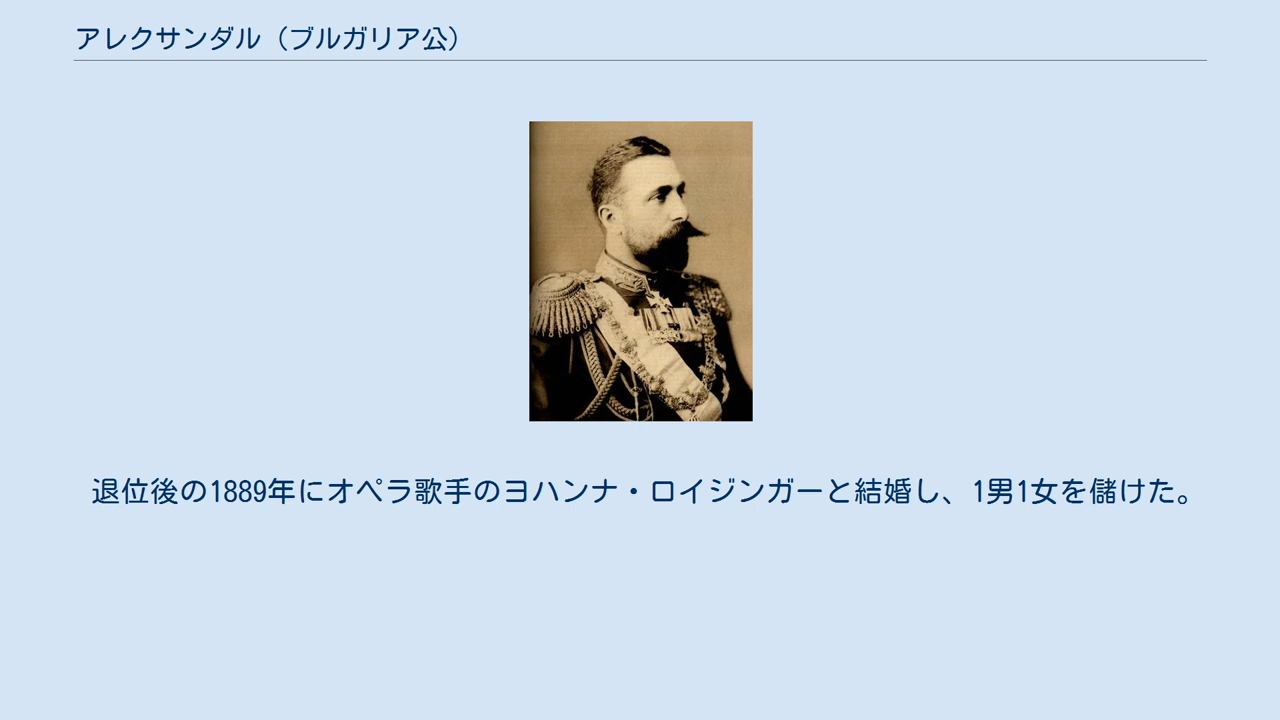 アレクサンダル（ブルガリア公）
退位後の1889年にオペラ歌手のヨハンナ・ロイジンガーと結婚し、1男1女を儲けた。